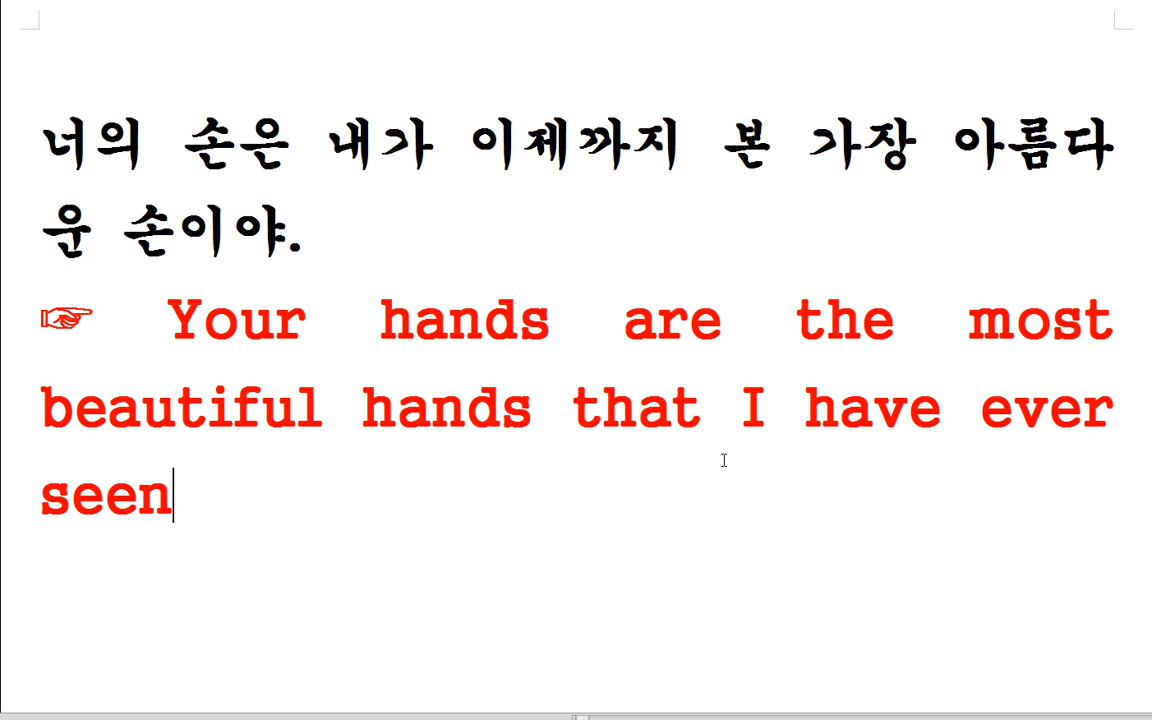 너의 손은 내가 이제까지 본 가장 아름다
운 손이야.
☞ Your hands are the most
beautiful hands that I have ever
seen